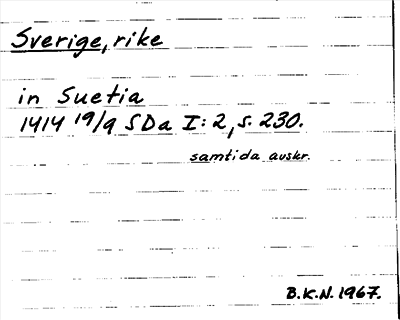 Sverige, rike
in Suetia
1414 19/9 SDa I:2, s. 230.
samtida avskr.
B.K.N. 1967.